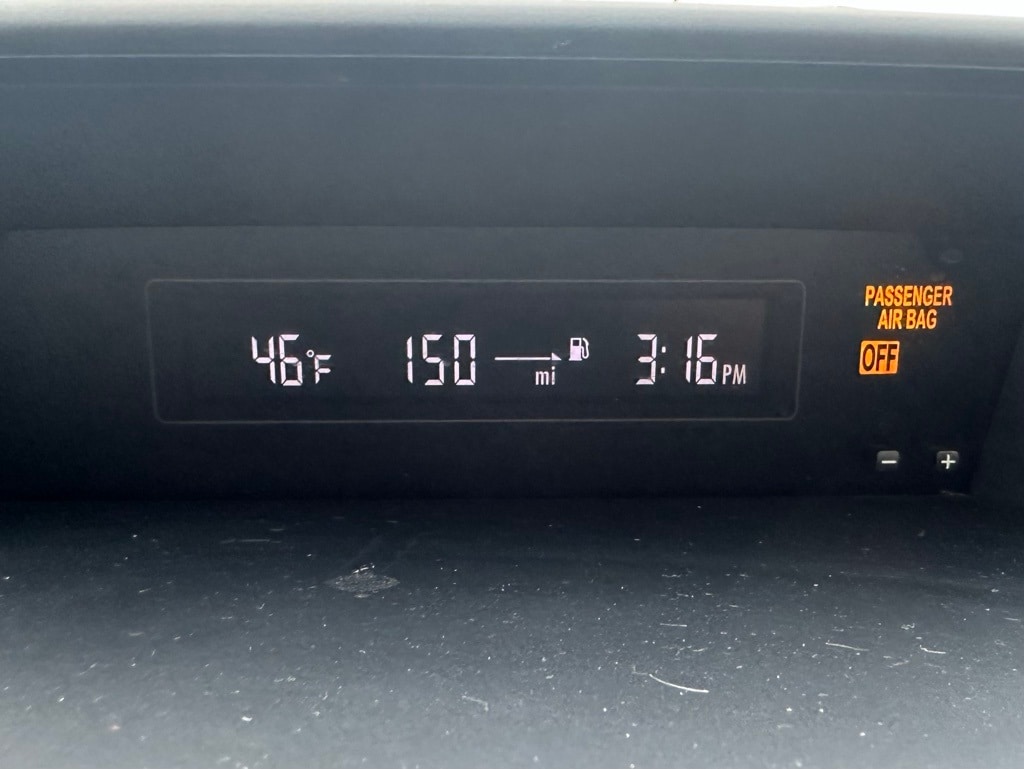 46°F 150 mi 3:16 PM
PASSENGER
AIR BAG
OFF
- +